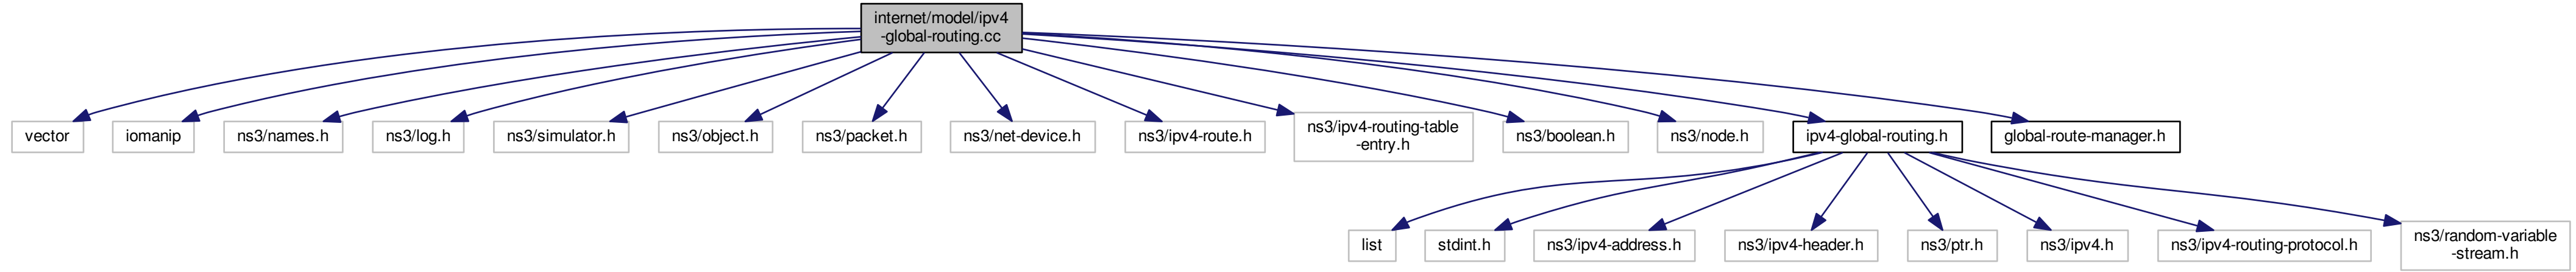 internet/model/ipv4
-global-routing.cc
vector
iomanip
ns3/names.h
ns3/log.h
ns3/simulator.h
ns3/object.h
ns3/packet.h
ns3/net-device.h
ns3/ipv4-route.h
ns3/ipv4-routing-table
-entry.h
ns3/boolean.h
ns3/node.h
ipv4-global-routing.h
global-route-manager.h
list
stdint.h
ns3/ipv4-address.h
ns3/ipv4-header.h
ns3/ptr.h
ns3/ipv4.h
ns3/ipv4-routing-protocol.h
ns3/random-variable
-stream.h